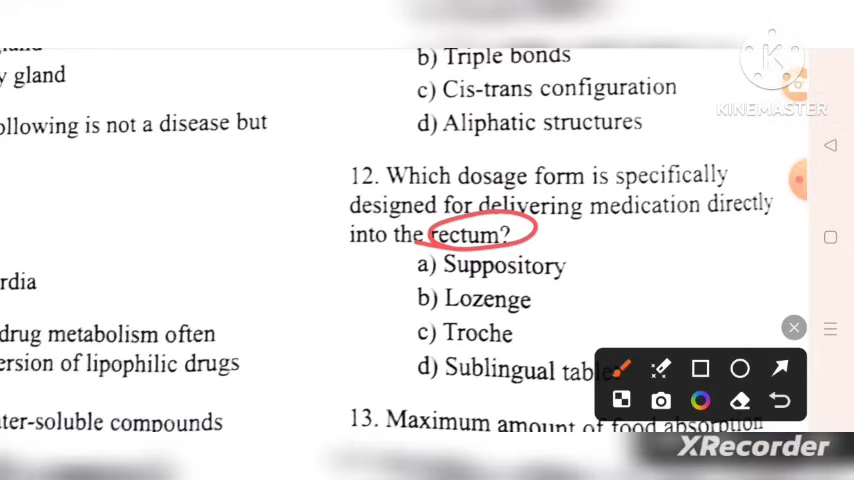 y gland
ollowing is not a disease but
rdia
drug metabolism often
ersion of lipophilic drugs
ter-soluble compounds
b) Triple bonds
c) Cis-trans configuration
d) Aliphatic structures
12. Which dosage form is specifically
designed for delivering medication directly
into the rectum?
a) Suppository
b) Lozenge
c) Troche
d) Sublingual table
13. Maximum amount of food absorption
KINEMASTER
XRecorder